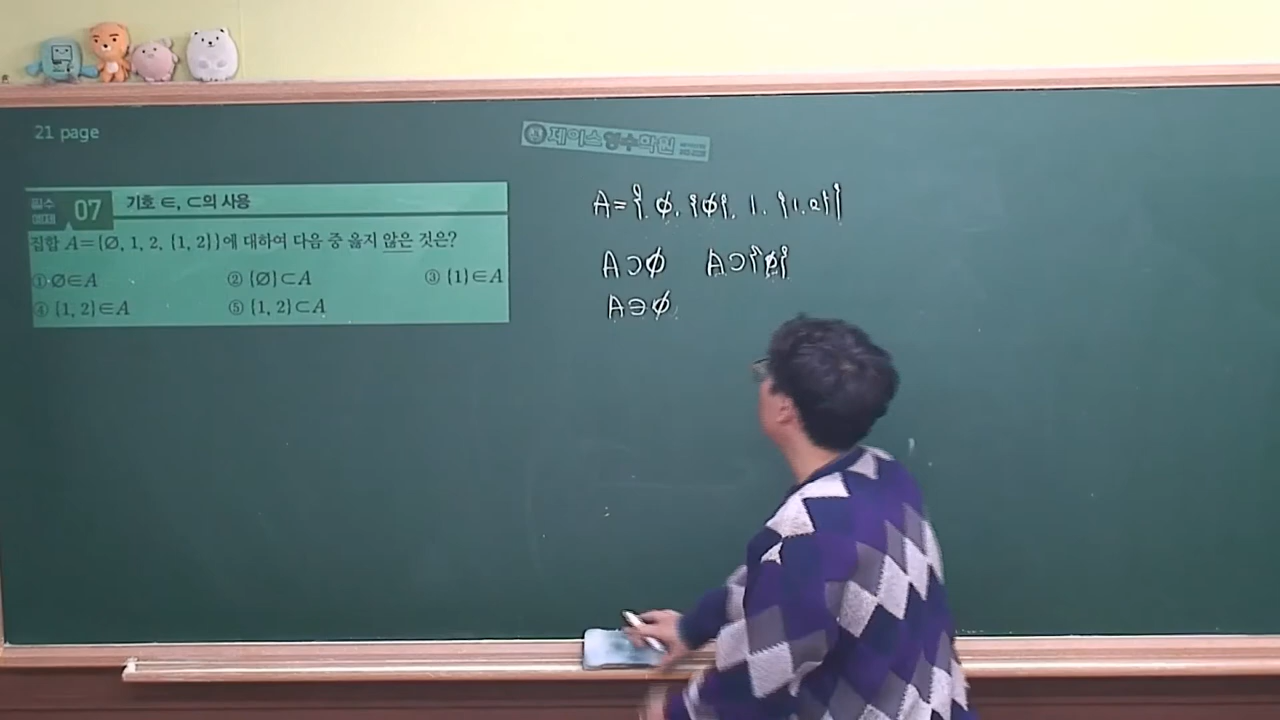 21 page
제이스영수학원
필수 예제 07 기호 ∈, ⊂의 사용
집합 A={∅, 1, 2, {1, 2}}에 대하여 다음 중 옳지 않은 것은?
① ∅∈A ② {∅}⊂A ③ {1}∈A
④ {1, 2}∈A ⑤ {1, 2}⊂A
A={∅, {∅}, 1, {1, 2}}
A⊃∅ A⊃{∅}
A∋∅